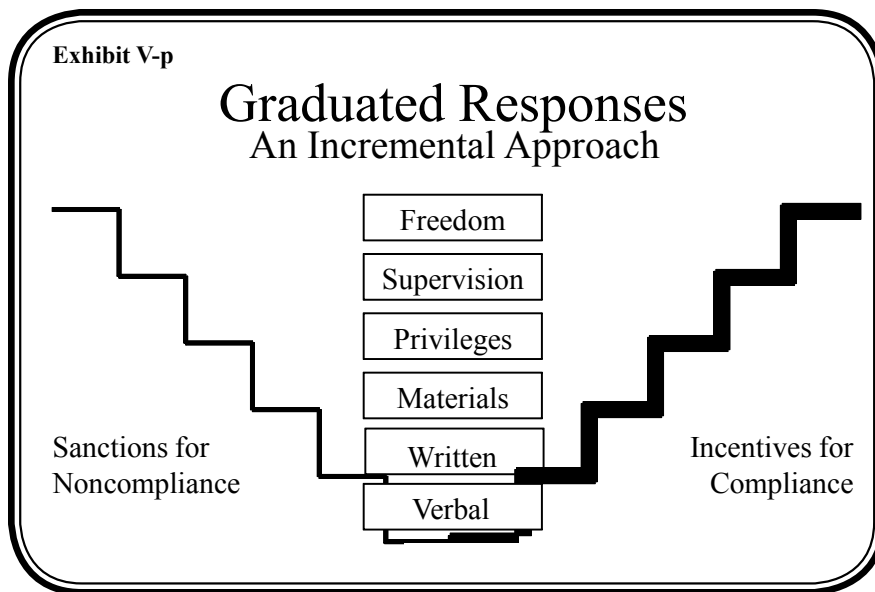 Exhibit V-p
Graduated Responses
An Incremental Approach
Freedom
Supervision
Privileges
Materials
Written
Verbal
Sanctions for
Noncompliance
Incentives for
Compliance